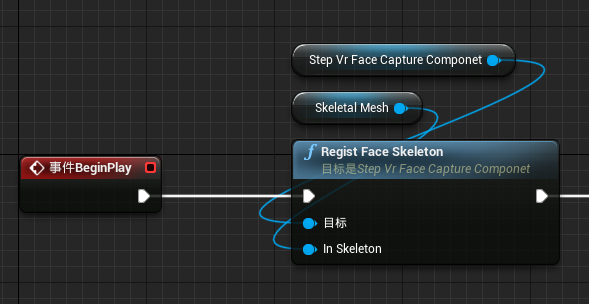 Step Vr Face Capture Componet
Skeletal Mesh
事件BeginPlay
Regist Face Skeleton
目标是Step Vr Face Capture Componet
目标
In Skeleton